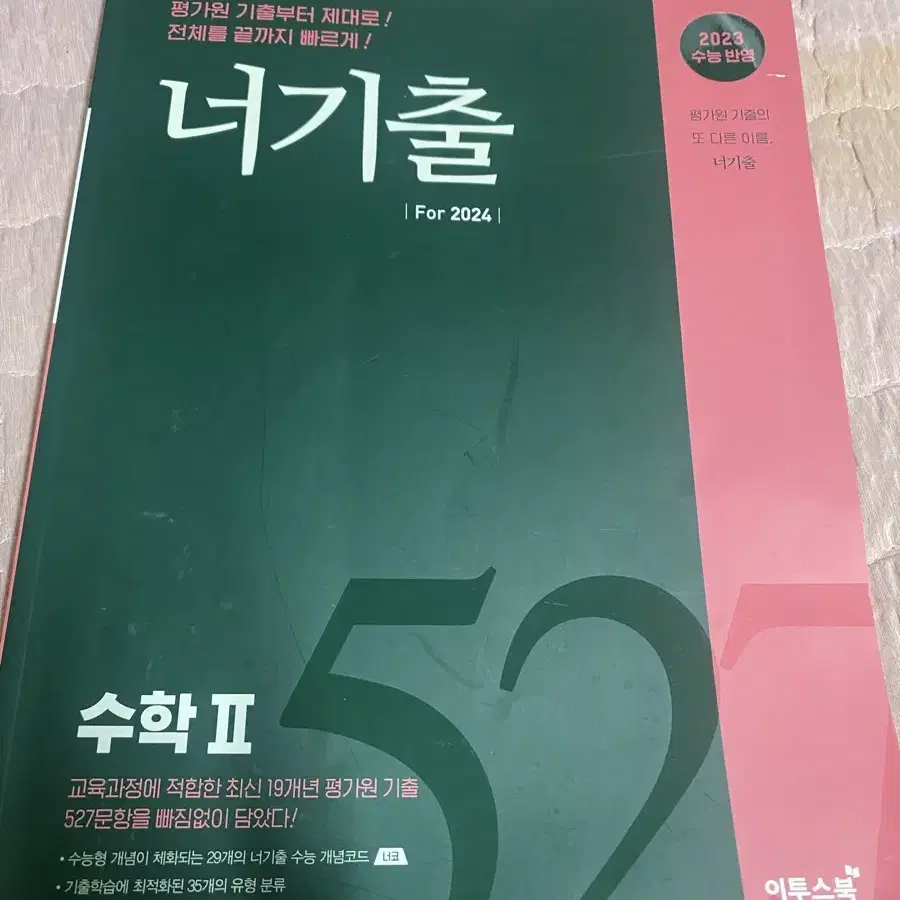 평가원 기출부터 제대로!
전체를 끝까지 빠르게!
너기출
| For 2024 |
2023
수능 반영
평가원 기출의
또 다른 이름,
너기출
527
수학 II
교육과정에 적합한 최신 19개년 평가원 기출
527문항을 빠짐없이 담았다!
• 수능형 개념이 체화되는 29개의 너기출 수능 개념코드 너코
• 기출학습에 최적화된 35개의 유형 분류
이투스북